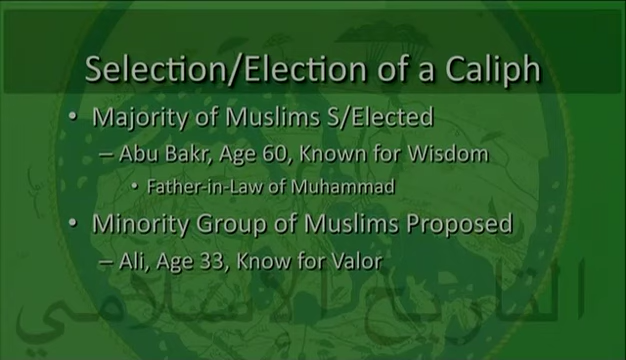 Selection/Election of a Caliph
• Majority of Muslims S/Elected
– Abu Bakr, Age 60, Known for Wisdom
• Father-in-Law of Muhammad
• Minority Group of Muslims Proposed
– Ali, Age 33, Know for Valor
التاريخ الاسلامي